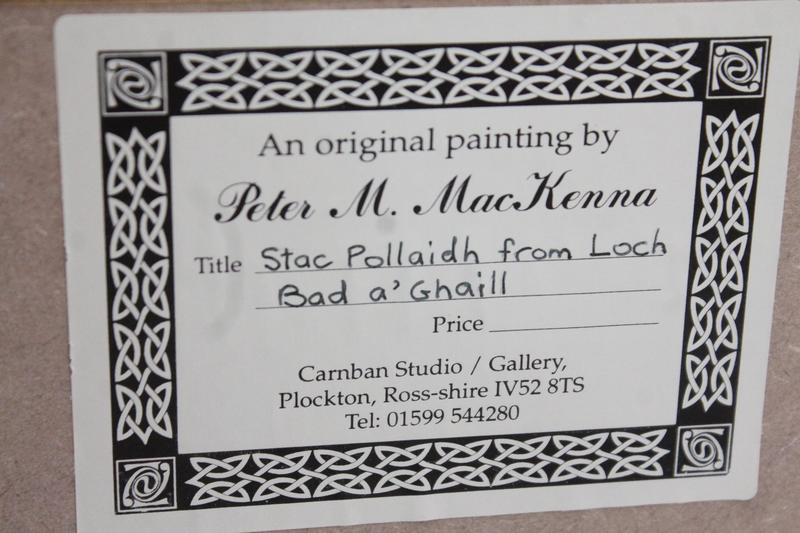 An original painting by
Peter M. MacKenna
Title Stac Pollaidh from Loch
Bad a' Ghaill
Price
Carnban Studio / Gallery,
Plockton, Ross-shire IV52 8TS
Tel: 01599 544280